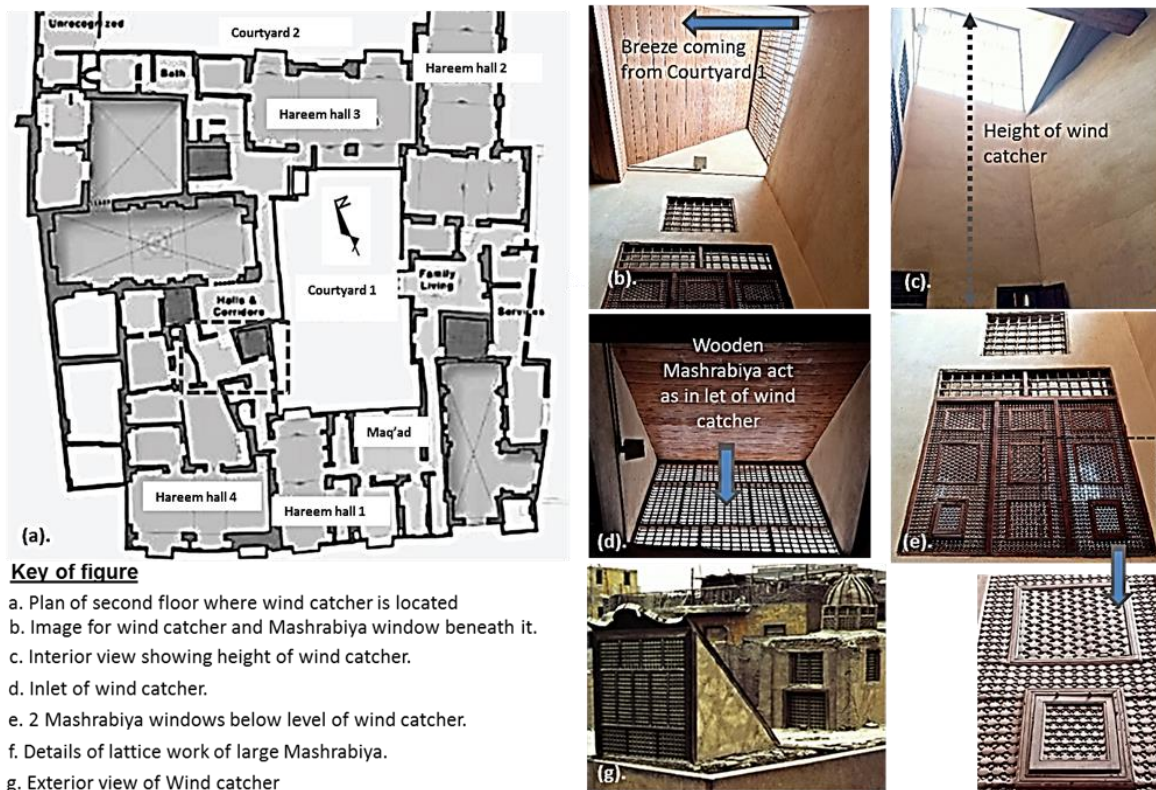 Unrecognized
Courtyard 2
Bath
Hareem hall 2
Hareem hall 3
N
Courtyard 1
Family
Living
Halls &
Corridors
Services
Maq'ad
Hareem hall 4
Hareem hall 1
(a).
Key of figure
a. Plan of second floor where wind catcher is located
b. Image for wind catcher and Mashrabiya window beneath it.
c. Interior view showing height of wind catcher.
d. Inlet of wind catcher.
e. 2 Mashrabiya windows below level of wind catcher.
f. Details of lattice work of large Mashrabiya.
g. Exterior view of Wind catcher
Breeze coming
from Courtyard 1
(b).
Height of wind
catcher
(c).
Wooden
Mashrabiya act
as in let of wind
catcher
(d).
(e).
(g).